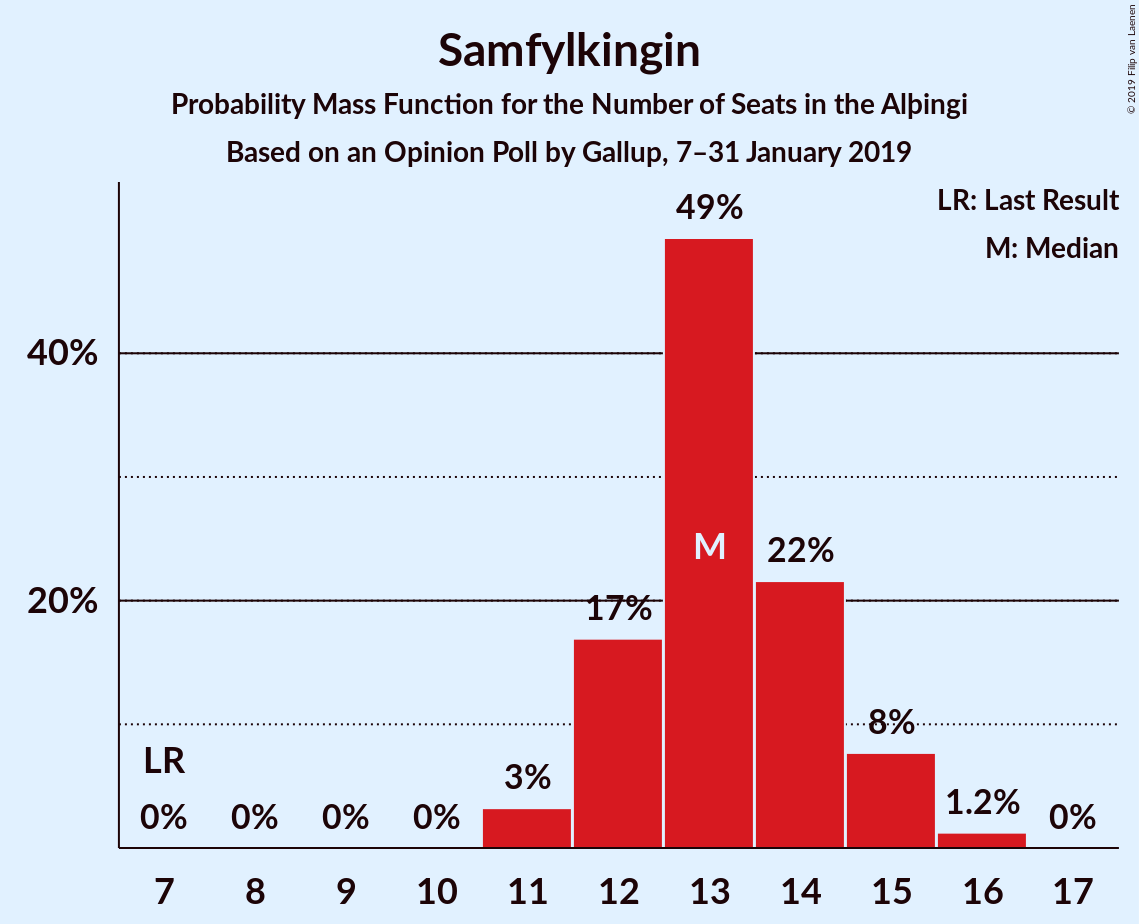 Samfylkingin
Probability Mass Function for the Number of Seats in the Alþingi
Based on an Opinion Poll by Gallup, 7–31 January 2019
© 2019 Filip van Laenen
LR: Last Result
M: Median
49%
40%
M
22%
20%
17%
8%
LR
3%
1.2%
0% 0% 0% 0% 0%
7 8 9 10 11 12 13 14 15 16 17